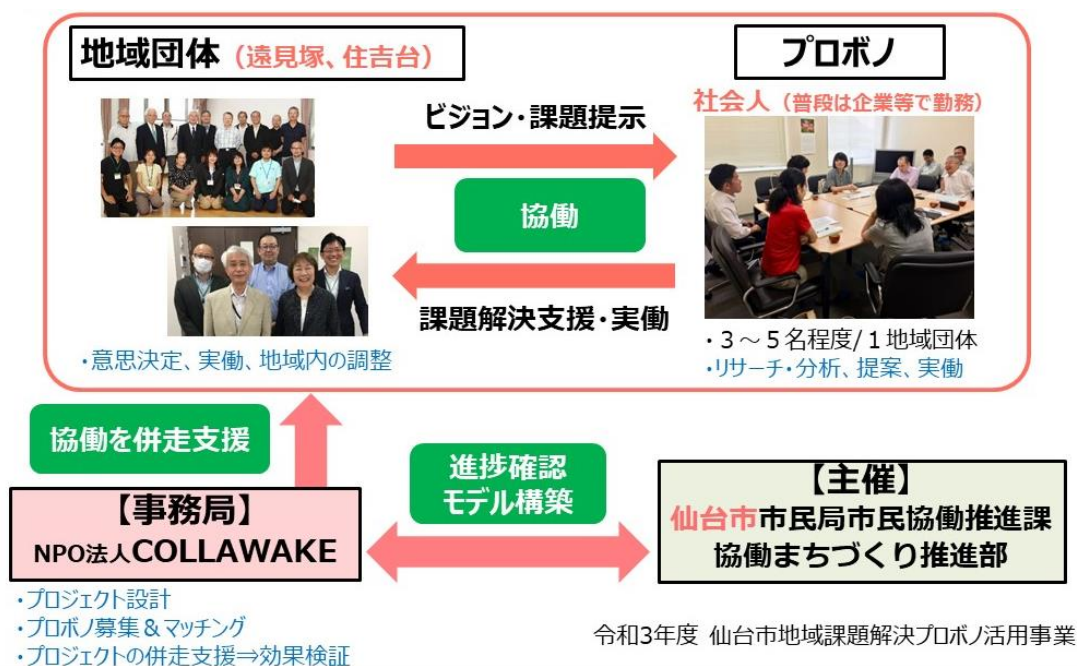 地域団体（遠見塚、住吉台）
プロボノ
社会人（普段は企業等で勤務）
ビジョン・課題提示
協働
課題解決支援・実働
・意思決定、実働、地域内の調整
・３～５名程度/１地域団体
・リサーチ・分析、提案、実働
協働を併走支援
進捗確認
モデル構築
【事務局】
NPO法人COLLAWAKE
【主催】
仙台市市民局市民協働推進課
協働まちづくり推進部
・プロジェクト設計
・プロボノ募集＆マッチング
・プロジェクトの併走支援⇒効果検証
令和3年度 仙台市地域課題解決プロボノ活用事業